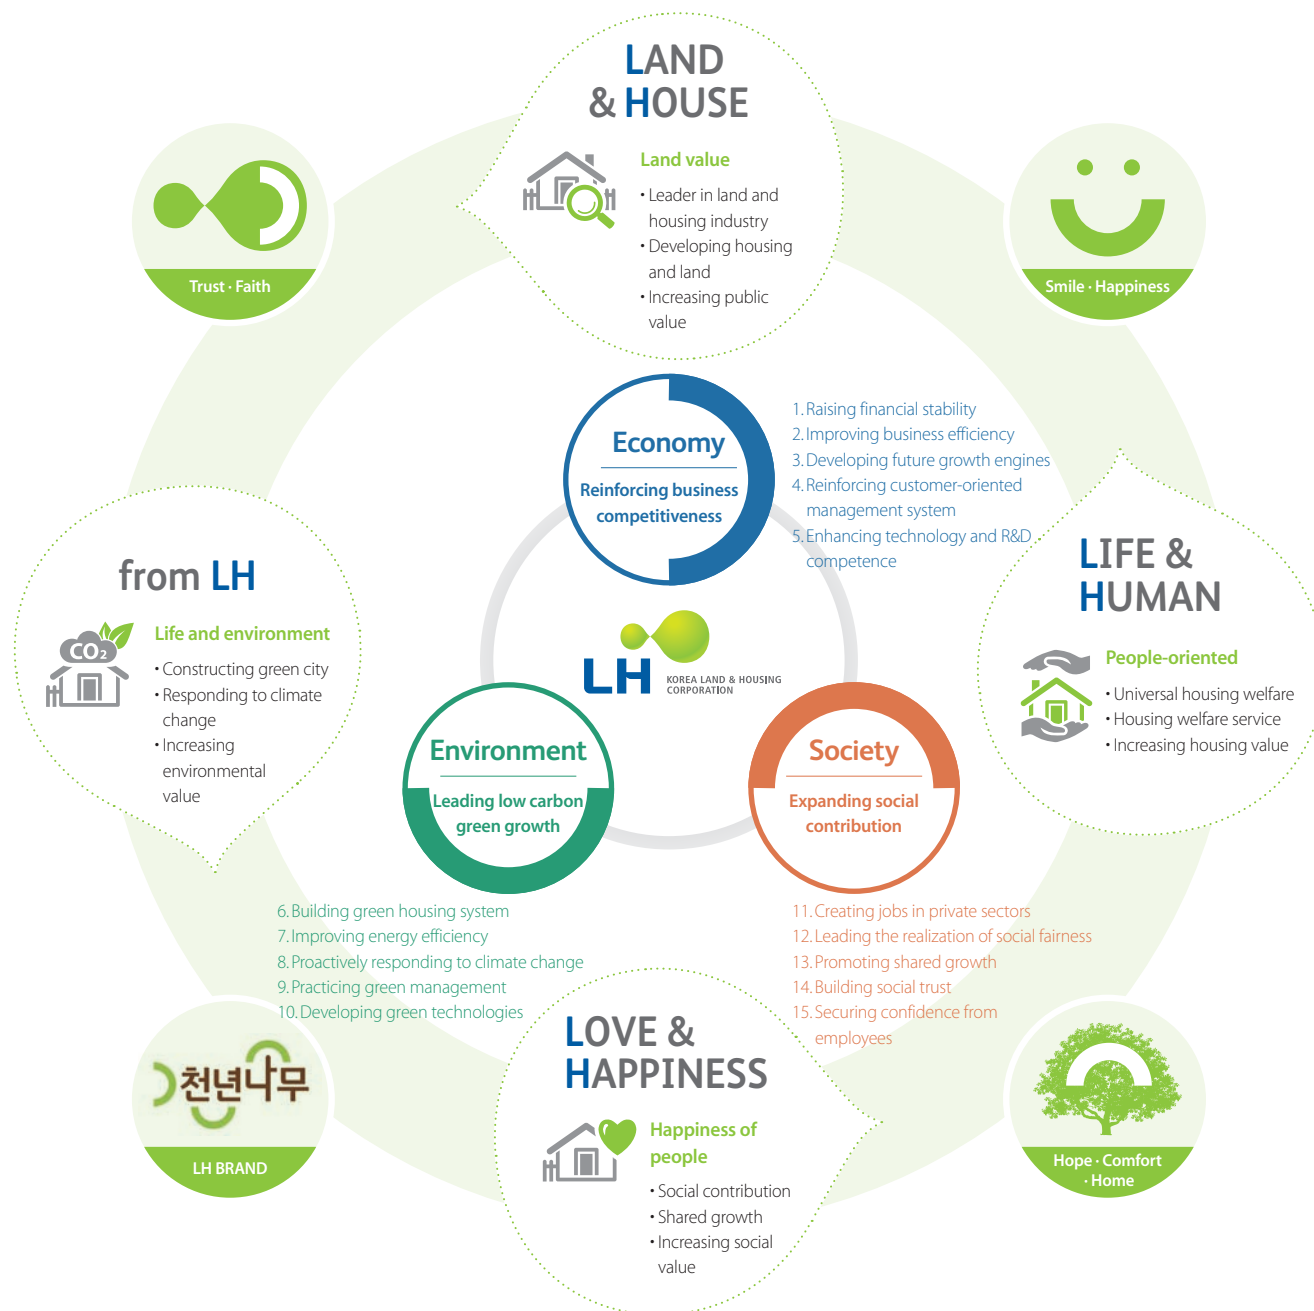 LAND
& HOUSE
Land value
• Leader in land and
housing industry
• Developing housing
and land
• Increasing public
value
Trust · Faith
Smile · Happiness
Economy
Reinforcing business
competitiveness
1. Raising financial stability
2. Improving business efficiency
3. Developing future growth engines
4. Reinforcing customer-oriented
management system
5. Enhancing technology and R&D
competence
from LH
Life and environment
CO2
• Constructing green city
• Responding to climate
change
• Increasing
environmental
value
LIFE &
HUMAN
People-oriented
• Universal housing welfare
• Housing welfare service
• Increasing housing value
LH
KOREA LAND & HOUSING
CORPORATION
Environment
Leading low carbon
green growth
Society
Expanding social
contribution
6. Building green housing system
7. Improving energy efficiency
8. Proactively responding to climate change
9. Practicing green management
10. Developing green technologies
11. Creating jobs in private sectors
12. Leading the realization of social fairness
13. Promoting shared growth
14. Building social trust
15. Securing confidence from
employees
천년나무
LH BRAND
LOVE &
HAPPINESS
Happiness of
people
• Social contribution
• Shared growth
• Increasing social
value
Hope · Comfort
· Home